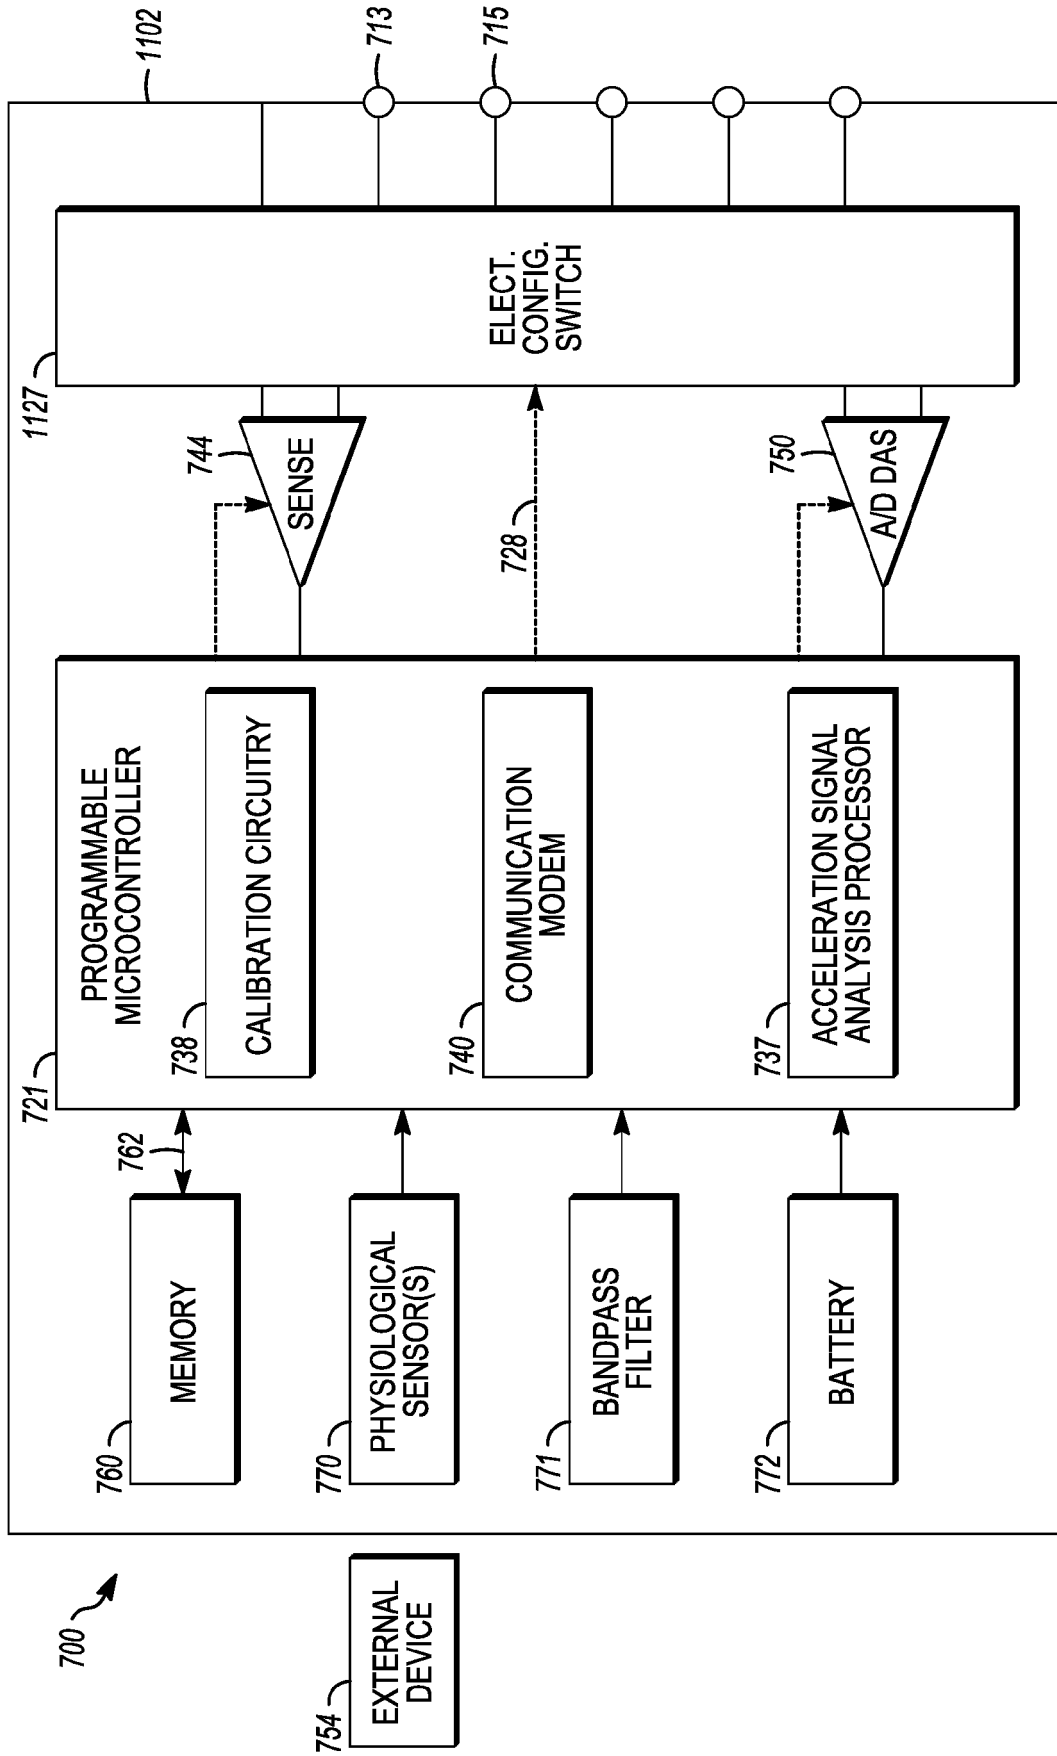 700
1102
713
715
1127
ELECT.
CONFIG.
SWITCH
744
SENSE
728
750
A/D DAS
721
PROGRAMMABLE
MICROCONTROLLER
738
CALIBRATION CIRCUITRY
740
COMMUNICATION
MODEM
737
ACCELERATION SIGNAL
ANALYSIS PROCESSOR
762
760
MEMORY
770
PHYSIOLOGICAL
SENSOR(S)
771
BANDPASS
FILTER
772
BATTERY
754
EXTERNAL
DEVICE